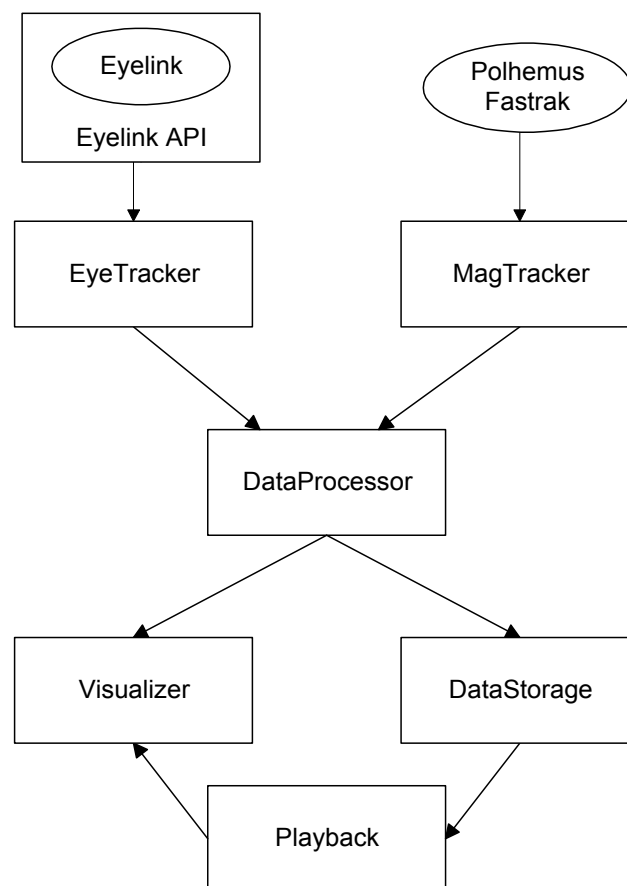 Eyelink
Eyelink API
Polhemus
Fastrak
EyeTracker
MagTracker
DataProcessor
Visualizer
DataStorage
Playback